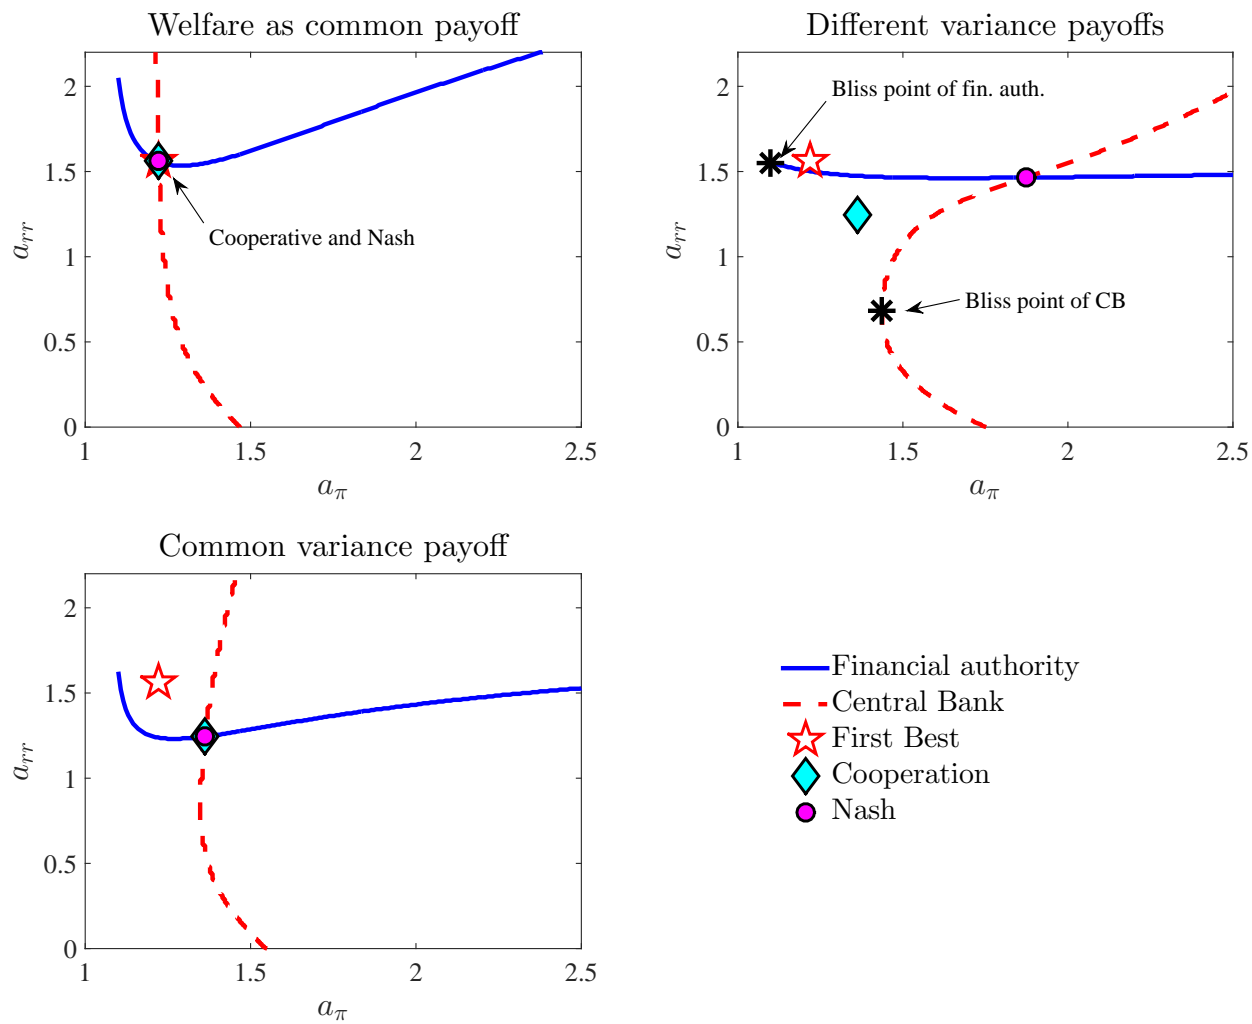 Welfare as common payoff
2
1.5
1
0.5
0
a_rr
1
1.5
2
2.5
a_π
Cooperative and Nash
Different variance payoffs
2
1.5
1
0.5
0
a_rr
1
1.5
2
2.5
a_π
Bliss point of fin. auth.
Bliss point of CB
Common variance payoff
2
1.5
1
0.5
0
a_rr
1
1.5
2
2.5
a_π
Financial authority
Central Bank
First Best
Cooperation
Nash